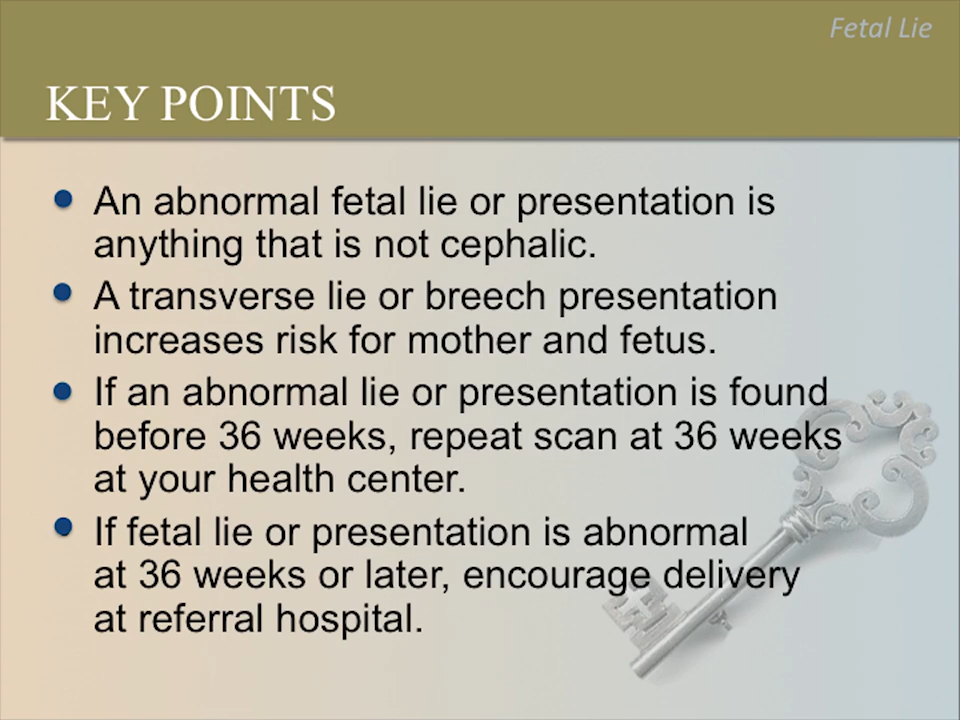 Fetal Lie
KEY POINTS
An abnormal fetal lie or presentation is
anything that is not cephalic.
A transverse lie or breech presentation
increases risk for mother and fetus.
If an abnormal lie or presentation is found
before 36 weeks, repeat scan at 36 weeks
at your health center.
If fetal lie or presentation is abnormal
at 36 weeks or later, encourage delivery
at referral hospital.